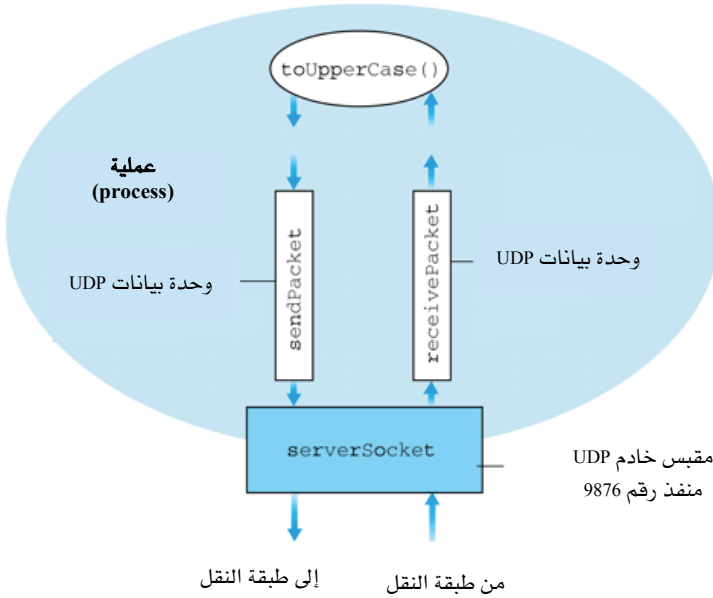 toUpperCase()
عملية
(process)
وحدة بيانات UDP
sendPacket
receivePacket
وحدة بيانات UDP
serverSocket
مقبس خادم UDP
منفذ رقم 9876
من طبقة النقل
إلى طبقة النقل